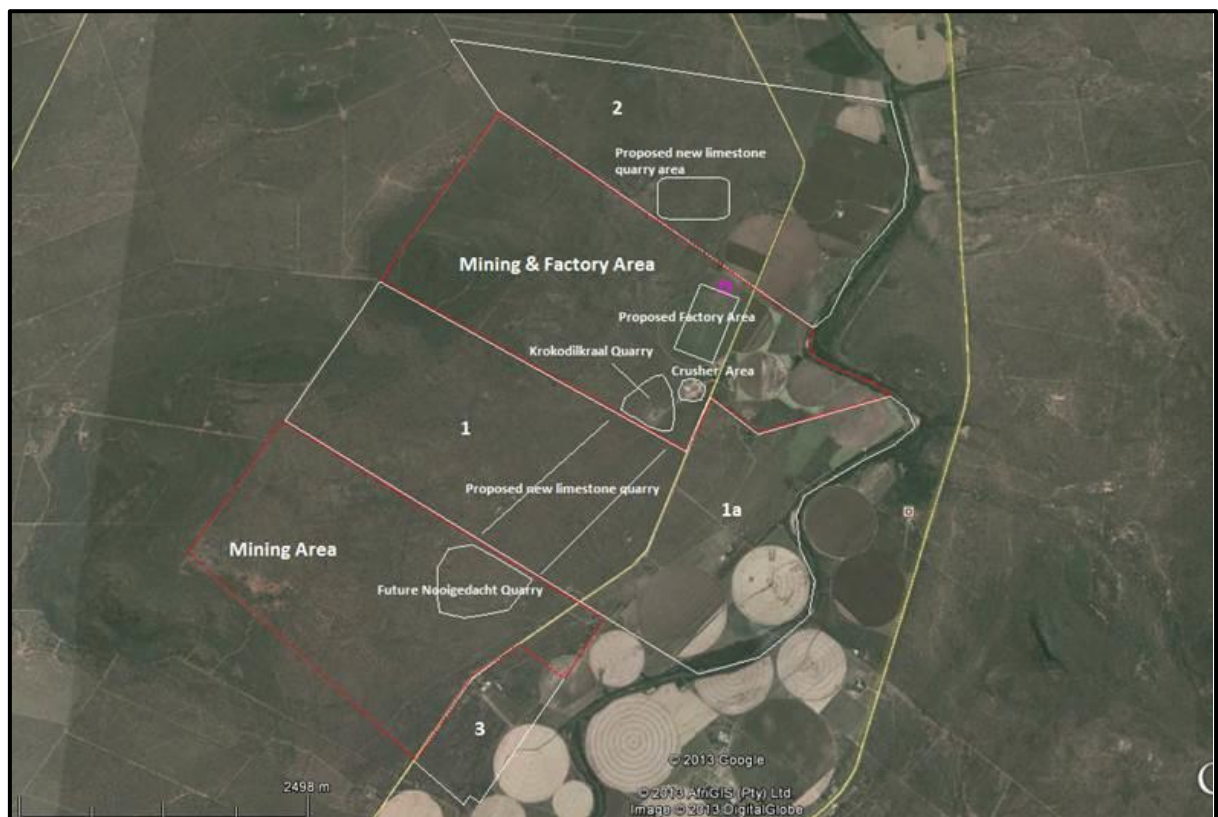 2
Proposed new limestone
quarry area
Mining & Factory Area
Proposed Factory Area
Krokodilkraal Quarry
Crusher Area
1
Proposed new limestone quarry
1a
Mining Area
Future Nooigedacht Quarry
3
2498 m
© 2013 Google
© 2013 AfriGIS (Pty) Ltd
Image © 2013 DigitalGlobe